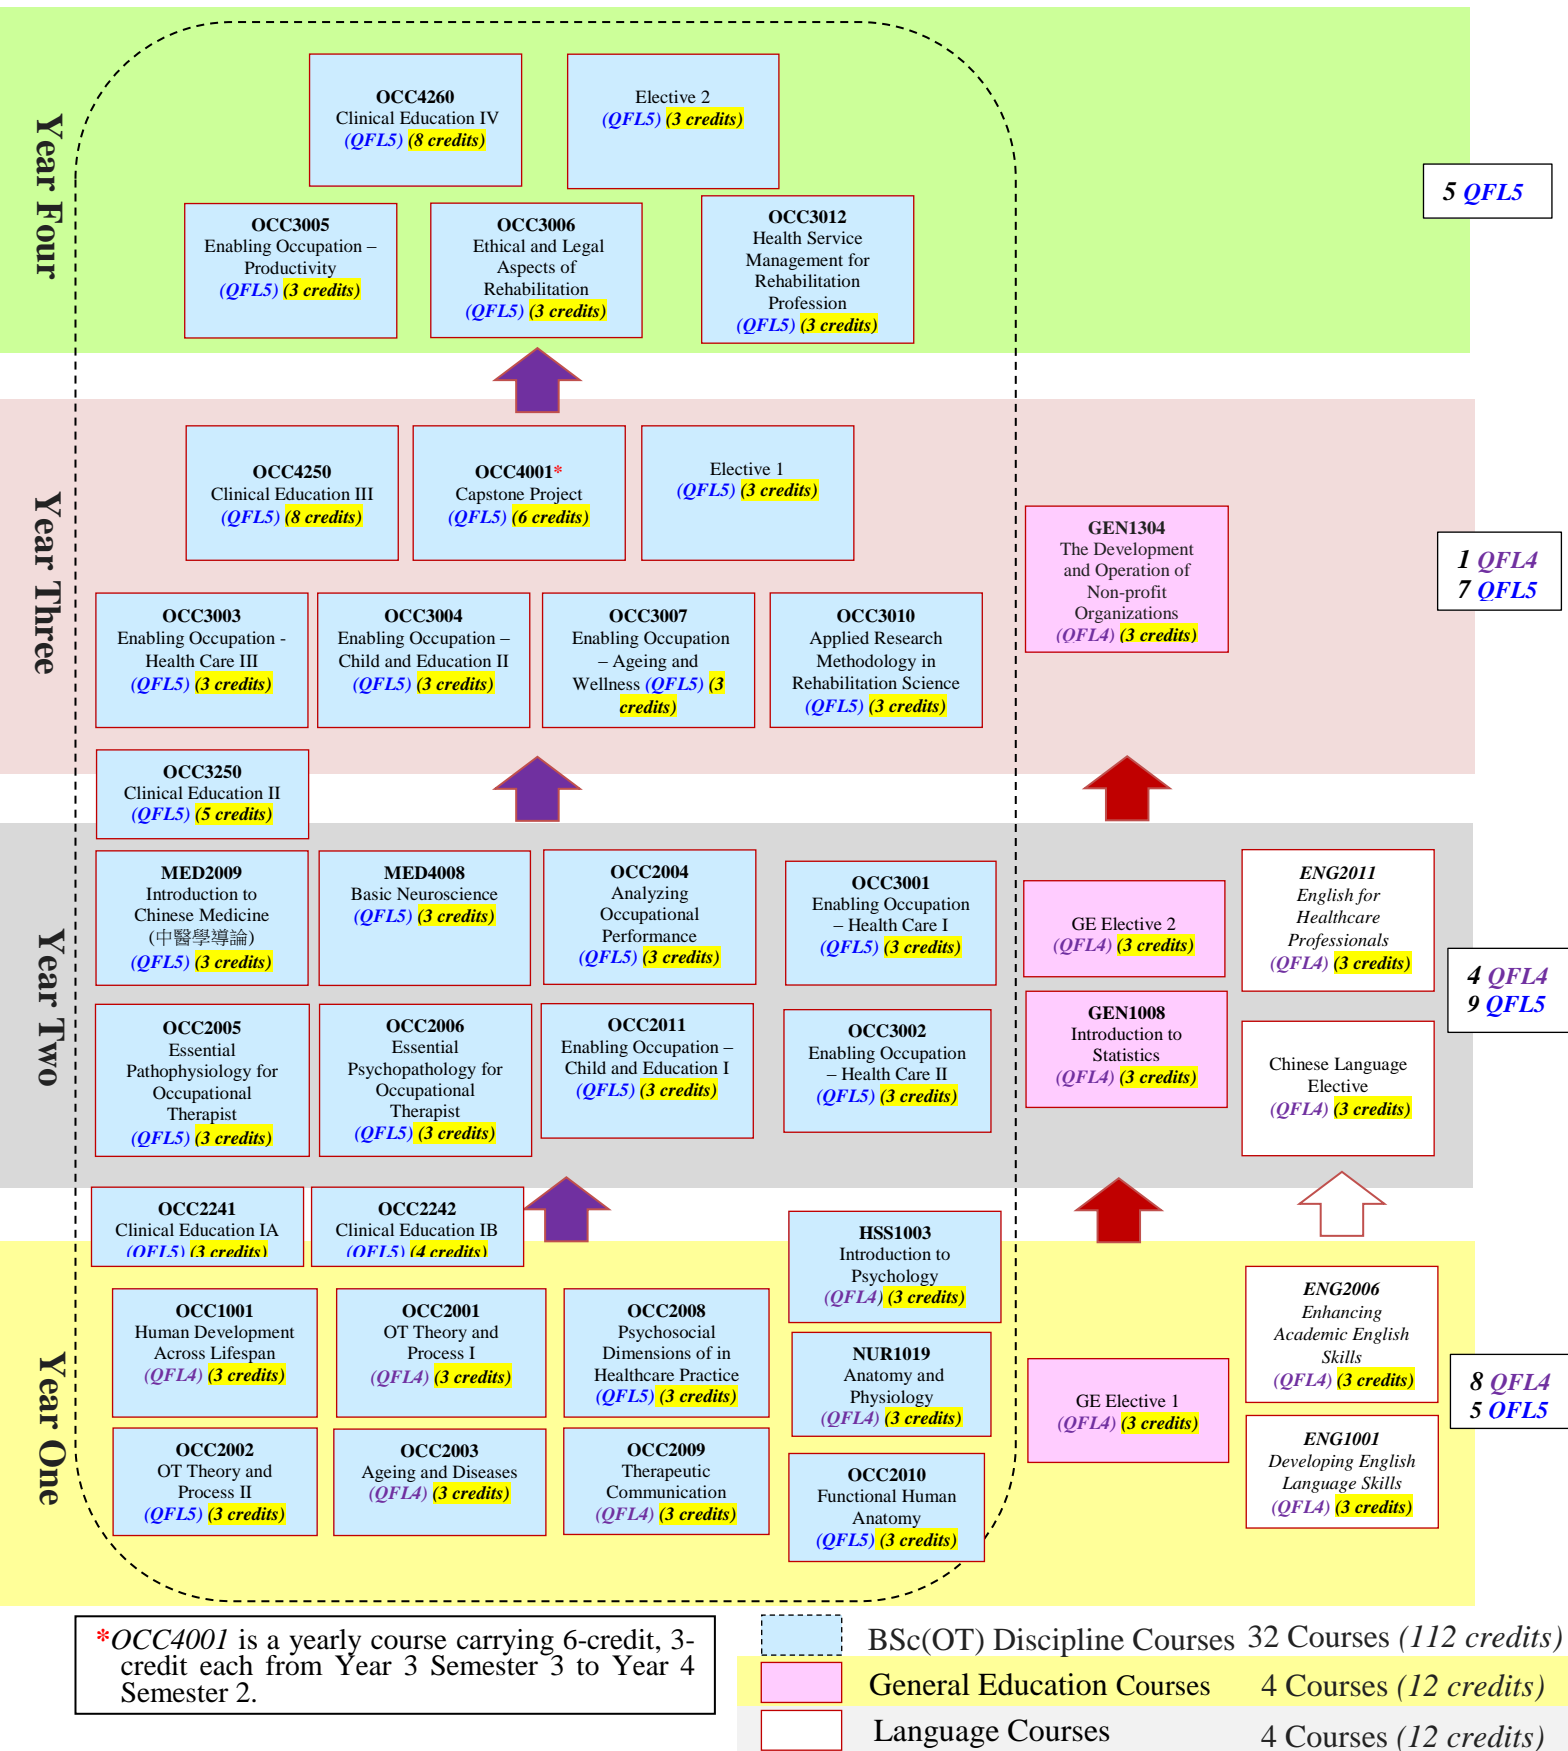 Year Four
OCC4260
Clinical Education IV
(QFL5) (8 credits)
Elective 2
(QFL5) (3 credits)
OCC3005
Enabling Occupation –
Productivity
(QFL5) (3 credits)
OCC3006
Ethical and Legal
Aspects of
Rehabilitation
(QFL5) (3 credits)
OCC3012
Health Service
Management for
Rehabilitation
Profession
(QFL5) (3 credits)
5 QFL5
Year Three
OCC4250
Clinical Education III
(QFL5) (8 credits)
OCC4001*
Capstone Project
(QFL5) (6 credits)
Elective 1
(QFL5) (3 credits)
OCC3003
Enabling Occupation -
Health Care III
(QFL5) (3 credits)
OCC3004
Enabling Occupation –
Child and Education II
(QFL5) (3 credits)
OCC3007
Enabling Occupation
– Ageing and
Wellness (QFL5) (3
credits)
OCC3010
Applied Research
Methodology in
Rehabilitation Science
(QFL5) (3 credits)
GEN1304
The Development
and Operation of
Non-profit
Organizations
(QFL4) (3 credits)
1 QFL4
7 QFL5
OCC3250
Clinical Education II
(QFL5) (5 credits)
Year Two
MED2009
Introduction to
Chinese Medicine
(中醫學導論)
(QFL5) (3 credits)
MED4008
Basic Neuroscience
(QFL5) (3 credits)
OCC2004
Analyzing
Occupational
Performance
(QFL5) (3 credits)
OCC3001
Enabling Occupation
– Health Care I
(QFL5) (3 credits)
GE Elective 2
(QFL4) (3 credits)
ENG2011
English for
Healthcare
Professionals
(QFL4) (3 credits)
OCC2005
Essential
Pathophysiology for
Occupational
Therapist
(QFL5) (3 credits)
OCC2006
Essential
Psychopathology for
Occupational
Therapist
(QFL5) (3 credits)
OCC2011
Enabling Occupation –
Child and Education I
(QFL5) (3 credits)
OCC3002
Enabling Occupation
– Health Care II
(QFL5) (3 credits)
GEN1008
Introduction to
Statistics
(QFL4) (3 credits)
Chinese Language
Elective
(QFL4) (3 credits)
4 QFL4
9 QFL5
OCC2241
Clinical Education IA
(QFL5) (3 credits)
OCC2242
Clinical Education IB
(QFL5) (4 credits)
Year One
HSS1003
Introduction to
Psychology
(QFL4) (3 credits)
OCC1001
Human Development
Across Lifespan
(QFL4) (3 credits)
OCC2001
OT Theory and
Process I
(QFL4) (3 credits)
OCC2008
Psychosocial
Dimensions of in
Healthcare Practice
(QFL5) (3 credits)
NUR1019
Anatomy and
Physiology
(QFL4) (3 credits)
GE Elective 1
(QFL4) (3 credits)
ENG2006
Enhancing
Academic English
Skills
(QFL4) (3 credits)
OCC2002
OT Theory and
Process II
(QFL5) (3 credits)
OCC2003
Ageing and Diseases
(QFL4) (3 credits)
OCC2009
Therapeutic
Communication
(QFL4) (3 credits)
OCC2010
Functional Human
Anatomy
(QFL5) (3 credits)
ENG1001
Developing English
Language Skills
(QFL4) (3 credits)
8 QFL4
5 QFL5
*OCC4001 is a yearly course carrying 6-credit, 3-
credit each from Year 3 Semester 3 to Year 4
Semester 2.
BSc(OT) Discipline Courses 32 Courses (112 credits)
General Education Courses 4 Courses (12 credits)
Language Courses 4 Courses (12 credits)